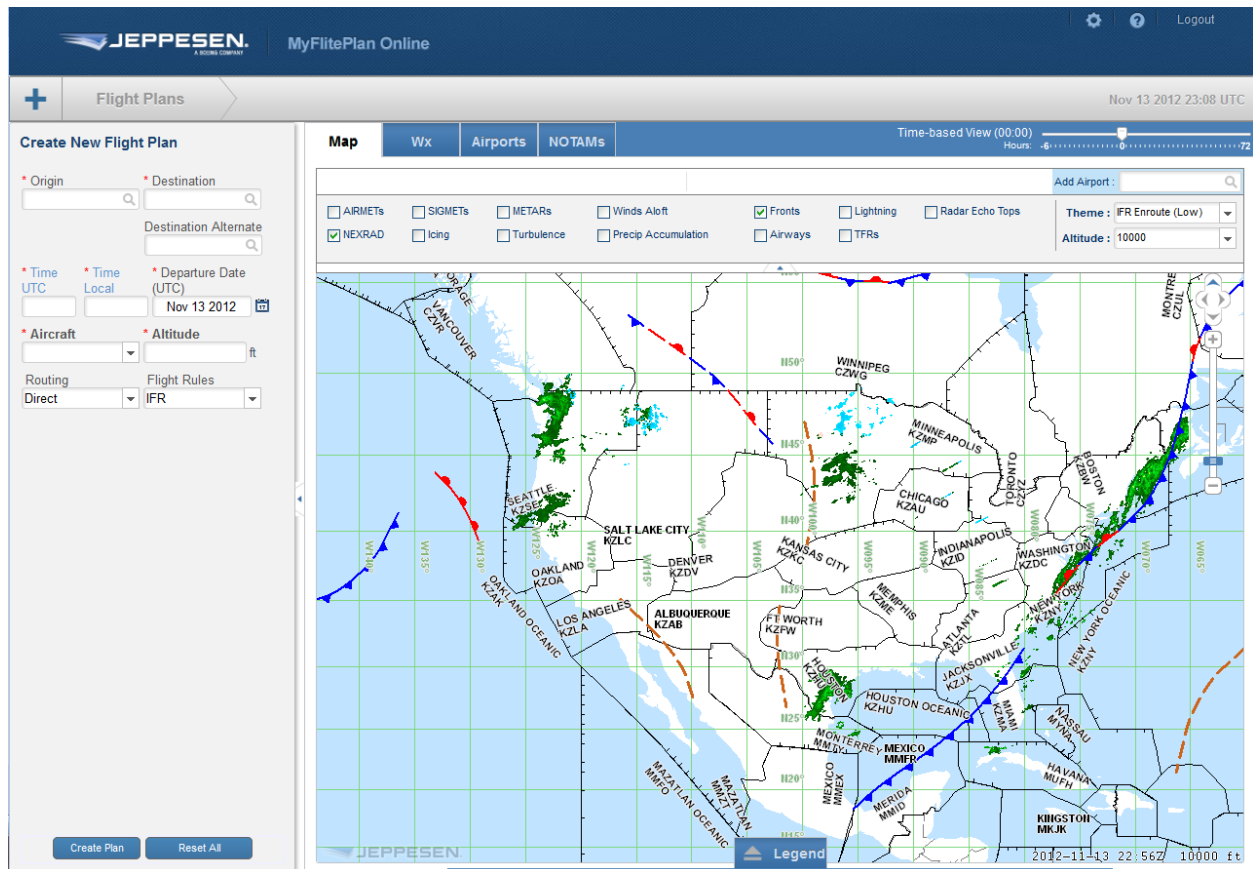 JEPPESEN.
A BOEING COMPANY
MyFlitePlan Online
Logout
Flight Plans
Nov 13 2012 23:08 UTC
Create New Flight Plan
* Origin
* Destination
Destination Alternate
* Time UTC
* Time Local
* Departure Date (UTC)
Nov 13 2012
17
* Aircraft
* Altitude
ft
Routing
Flight Rules
Direct
IFR
Create Plan
Reset All
Map
Wx
Airports
NOTAMs
Time-based View (00:00)
Hours: -6 0 72
Add Airport :
AIRMETs
SIGMETs
METARs
Winds Aloft
Fronts
Lightning
Radar Echo Tops
NEXRAD
Icing
Turbulence
Precip Accumulation
Airways
TFRs
Theme : IFR Enroute (Low)
Altitude : 10000
VANCOUVER
CZVR
WINNIPEG
CZWG
MONTRE
CZUL
N50°
MINNEAPOLIS
KZMP
N45°
TORONTO
CZYZ
BOSTON
KZBW
SEATTLE
KZSE
CHICAGO
KZAU
SALT LAKE CITY
KZLC
N40°
W140°
W135°
W130°
W125°
W120°
W115°
W110°
W105°
W100°
W095°
W090°
W085°
W080°
W075°
W070°
W065°
OAKLAND
KZOA
DENVER
KZDV
KANSAS CITY
KZKC
INDIANAPOLIS
KZID
WASHINGTON
KZDC
OAKLAND OCEANIC
KZAK
N35°
LOS ANGELES
KZLA
ALBUQUERQUE
KZAB
FT WORTH
KZFW
MEMPHIS
KZME
ATLANTA
KZTL
NEW YORK
KZNY
NEW YORK OCEANIC
KZNY
N30°
HOUSTON
KZHU
JACKSONVILLE
KZJX
HOUSTON OCEANIC
KZHU
N25°
MIAMI
KZMA
NASSAU
MYNA
MONTERREY
MMTY
MEXICO
MMFR
N20°
MAZATLAN OCEANIC
MMFO
MAZATLAN
MMZT
MEXICO
MMEX
MERIDA
MMID
HAVANA
MUFH
KINGSTON
MKJK
N15°
JEPPESEN
Legend
2012-11-13 22:56Z 10000 ft